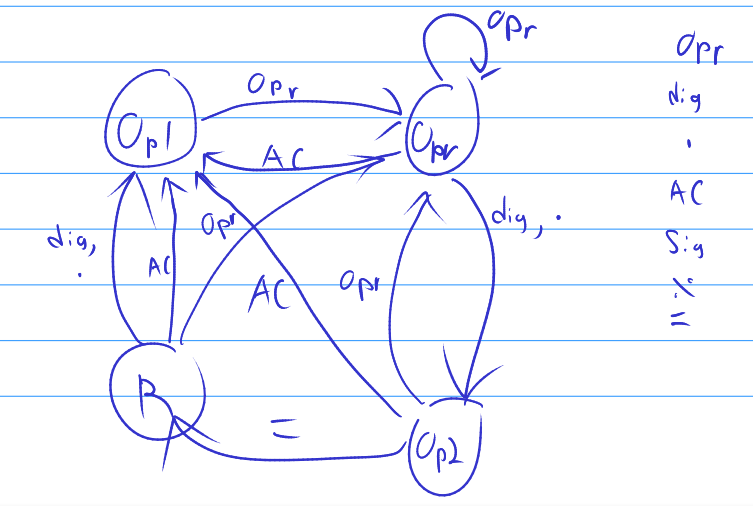 Opr
Opr
Opr
dig
Op1
Opr
.
AC
AC
Opr
dig, .
Sig
dig,
.
AC
AC
Opr
%
=
R
=
Op2